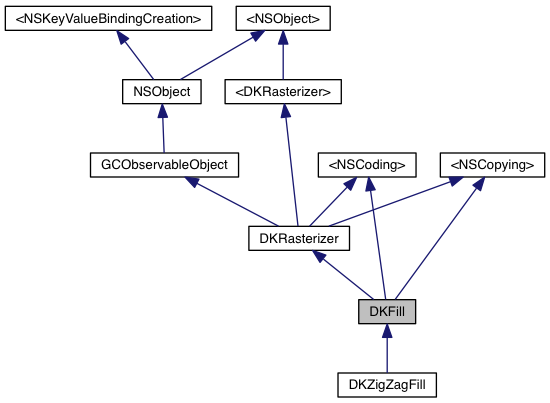 <NSKeyValueBindingCreation>
<NSObject>
NSObject
<DKRasterizer>
GCObservableObject
<NSCoding>
<NSCopying>
DKRasterizer
DKFill
DKZigZagFill